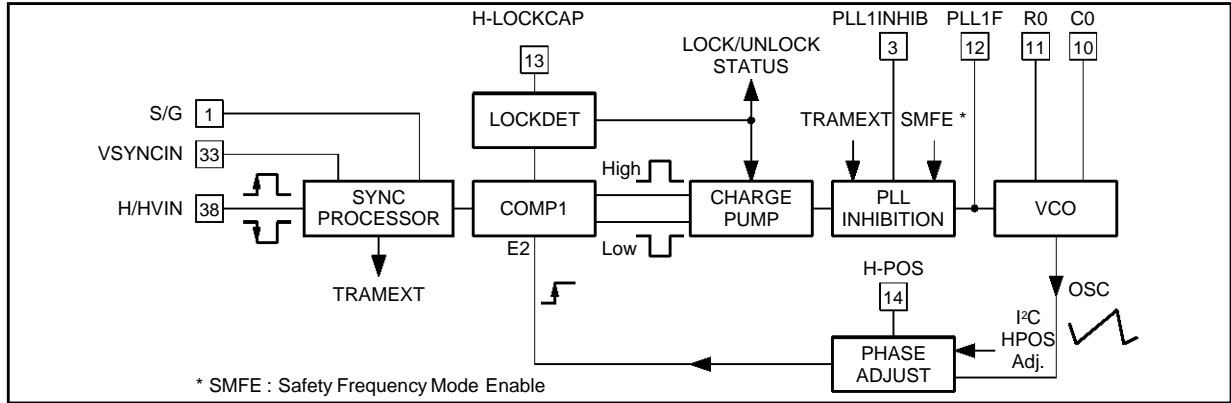 H-LOCKCAP
13
PLL1INHIB
3
PLL1F
12
R0
11
C0
10
LOCK/UNLOCK
STATUS
S/G
1
LOCKDET
TRAMEXT
SMFE *
VSYNCIN
33
H/HVIN
38
SYNC
PROCESSOR
COMP1
E2
High
Low
CHARGE
PUMP
PLL
INHIBITION
VCO
TRAMEXT
H-POS
14
OSC
I²C
HPOS
Adj.
PHASE
ADJUST
* SMFE : Safety Frequency Mode Enable